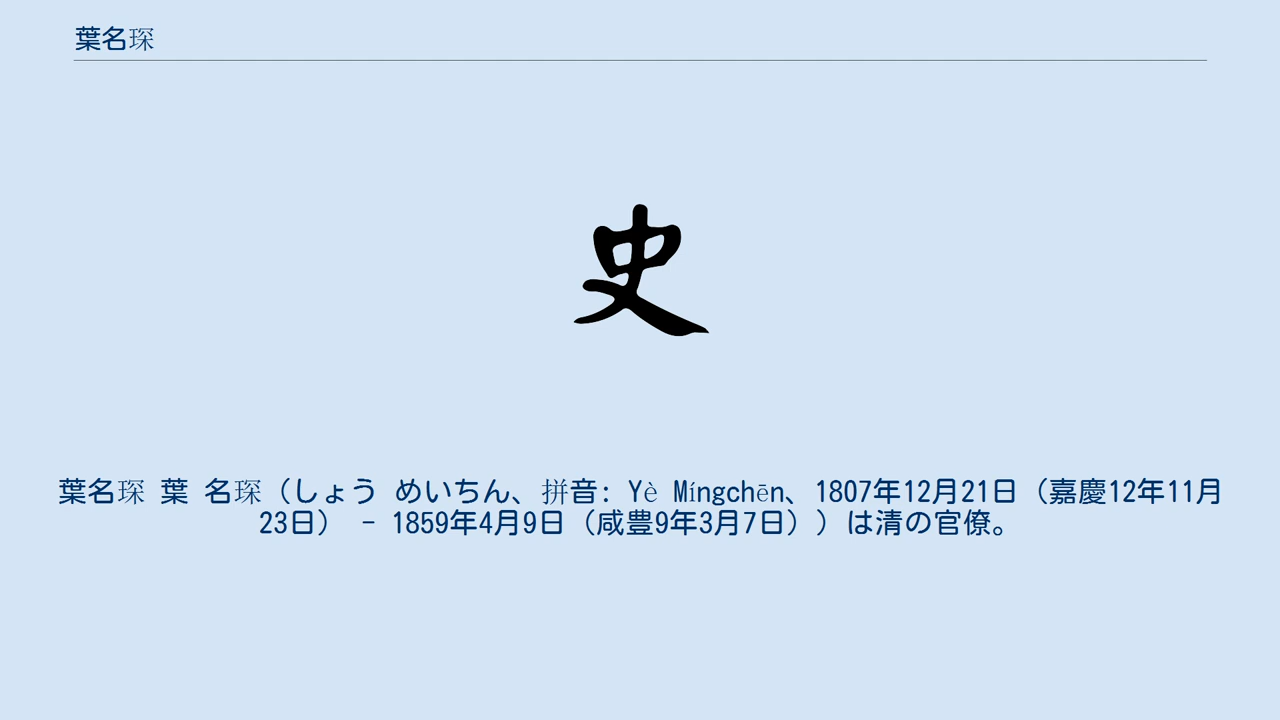 葉名琛
史
葉名琛 葉 名琛（しょう めいちん、拼音: Yè Míngchēn、1807年12月21日（嘉慶12年11月
23日） - 1859年4月9日（咸豊9年3月7日））は清の官僚。